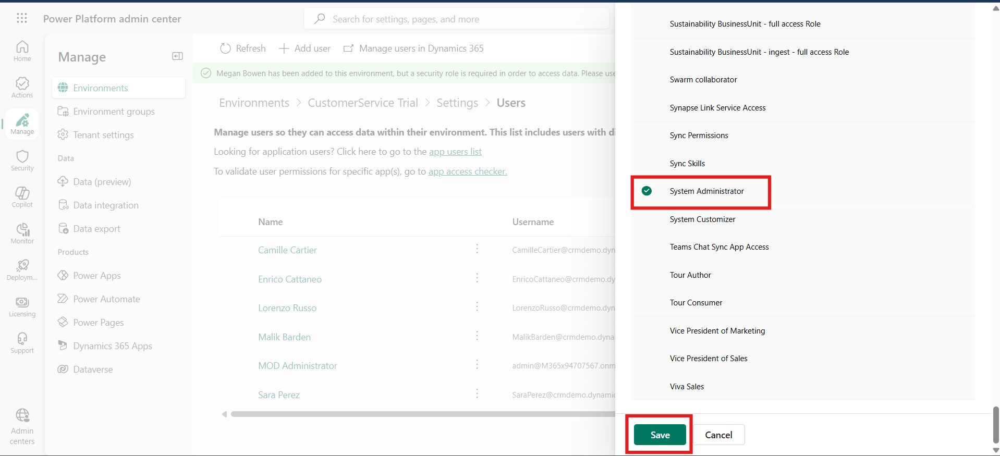 Power Platform admin center
Search for settings, pages, and more
Home
Actions
Manage
Security
Copilot
Monitor
Deploym...
Licensing
Support
Admin
centers
Manage
Environments
Environment groups
Tenant settings
Data
Data (preview)
Data integration
Data export
Products
Power Apps
Power Automate
Power Pages
Dynamics 365 Apps
Dataverse
Refresh
Add user
Manage users in Dynamics 365
Megan Bowen has been added to this environment, but a security role is required in order to access data. Please use
Environments > CustomerService Trial > Settings > Users
Manage users so they can access data within their environment. This list includes users with di
Looking for application users? Click here to go to the app users list
To validate user permissions for specific app(s), go to app access checker.
Name Username
Camille Cartier CamilleCartier@crmdemo.dyn
Enrico Cattaneo EnricoCattaneo@crmdemo.dy
Lorenzo Russo LorenzoRusso@crmdemo.dyn
Malik Barden MalikBarden@crmdemo.dyna
MOD Administrator admin@M365x94707567.onm
Sara Perez SaraPerez@crmdemo.dynamic
Sustainability BusinessUnit - full access Role
Sustainability BusinessUnit - ingest - full access Role
Swarm collaborator
Synapse Link Service Access
Sync Permissions
Sync Skills
System Administrator
System Customizer
Teams Chat Sync App Access
Tour Author
Tour Consumer
Vice President of Marketing
Vice President of Sales
Viva Sales
Save
Cancel